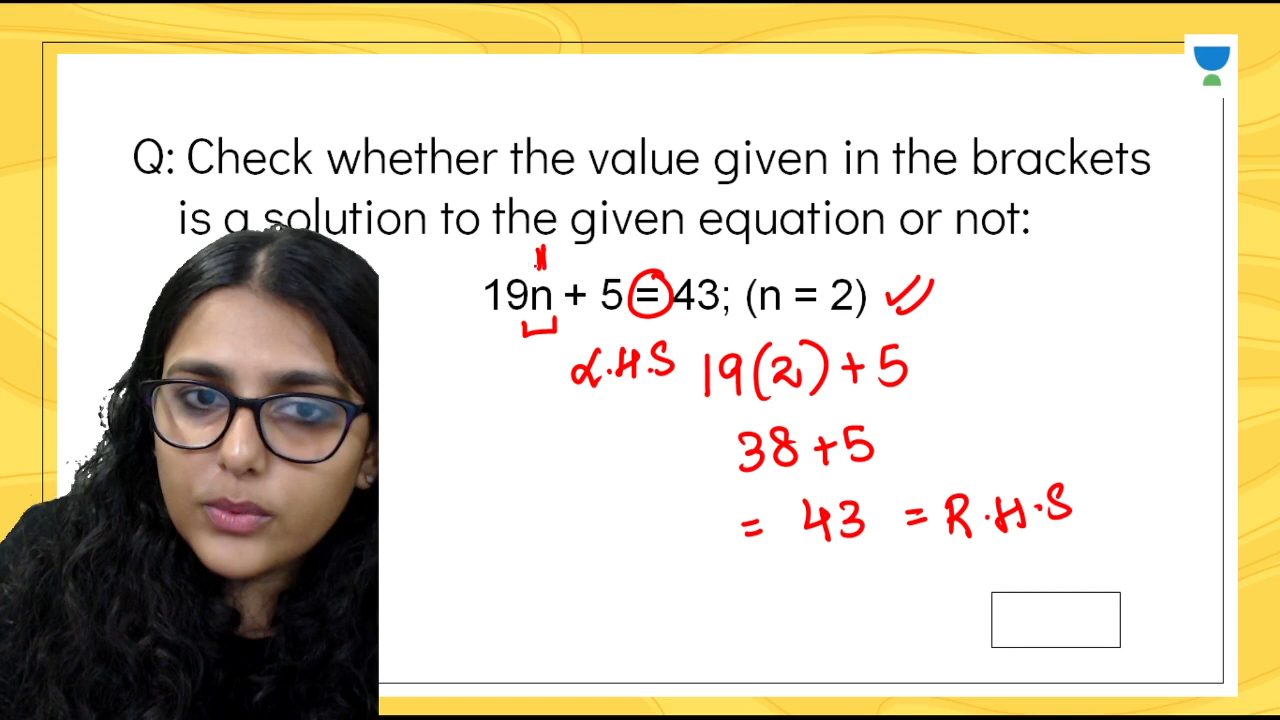 Q: Check whether the value given in the brackets
is a solution to the given equation or not:
19n + 5 = 43; (n = 2)
L.H.S 19(2) + 5
38 + 5
= 43 = R.H.S